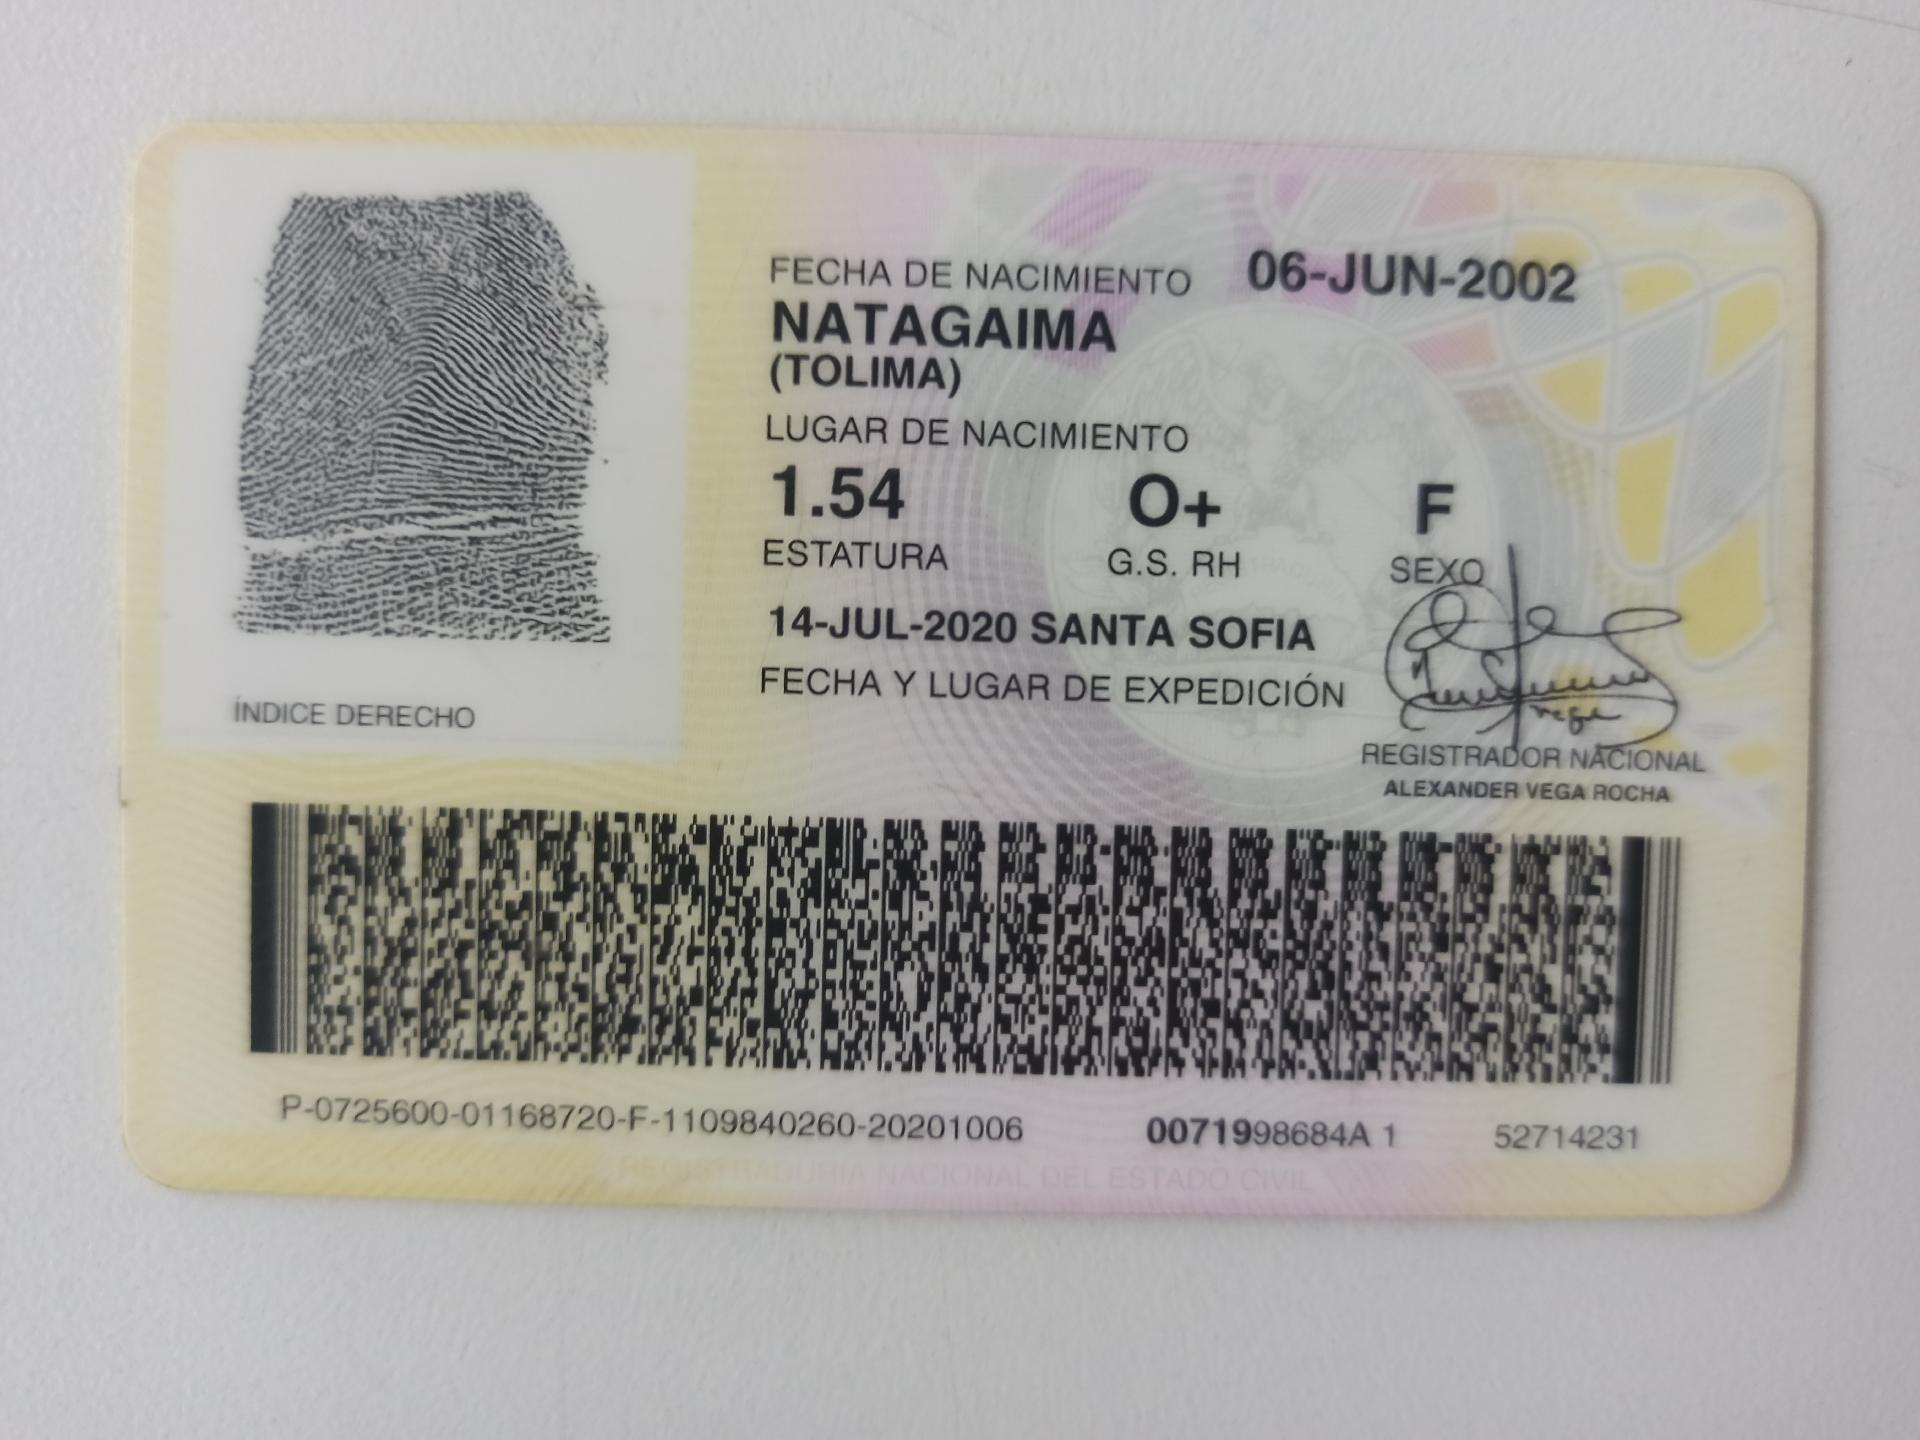 FECHA DE NACIMIENTO 06-JUN-2002
NATAGAIMA
(TOLIMA)
LUGAR DE NACIMIENTO
1.54 O+ F
ESTATURA G.S. RH SEXO
14-JUL-2020 SANTA SOFIA
FECHA Y LUGAR DE EXPEDICIÓN
ÍNDICE DERECHO
REGISTRADOR NACIONAL
ALEXANDER VEGA ROCHA
P-0725600-01168720-F-1109840260-20201006 0071998684A 1 52714231
REGISTRADURIA NACIONAL DEL ESTADO CIVIL